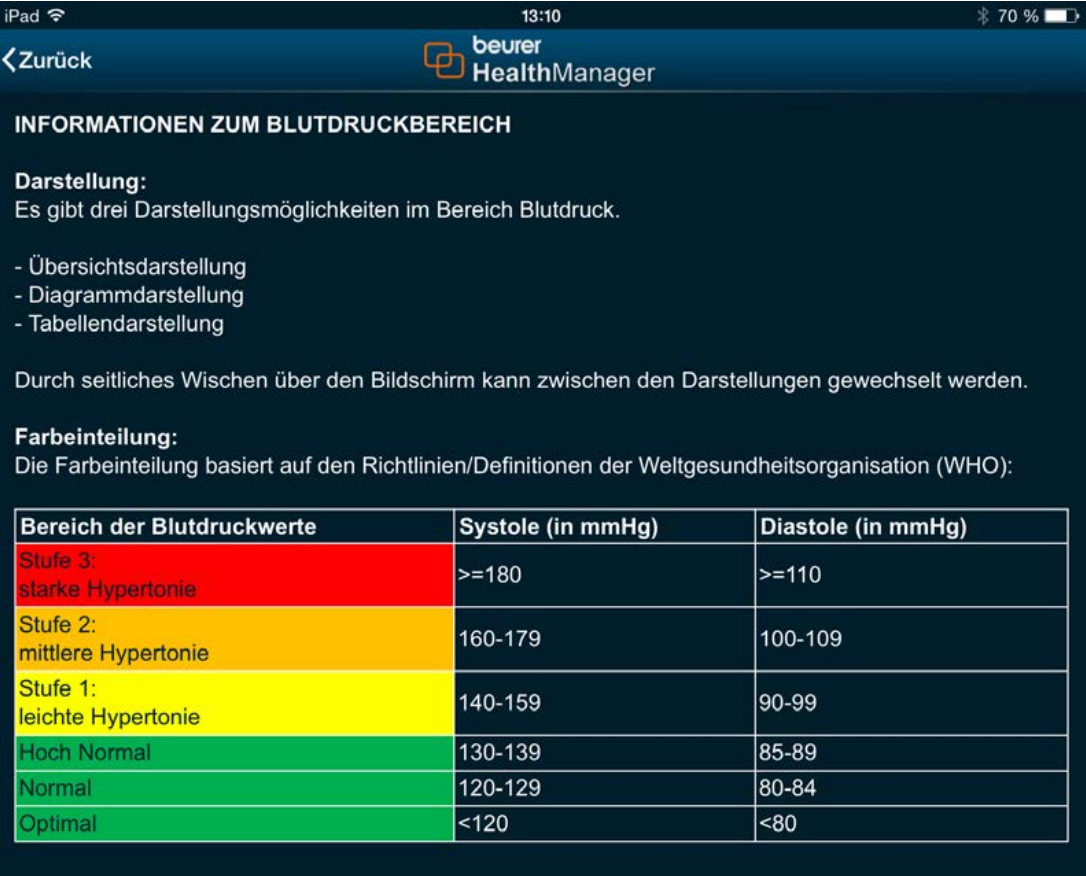 iPad 13:10 70 %
Zurück beurer HealthManager
INFORMATIONEN ZUM BLUTDRUCKBEREICH
Darstellung:
Es gibt drei Darstellungsmöglichkeiten im Bereich Blutdruck.
- Übersichtsdarstellung
- Diagrammdarstellung
- Tabellendarstellung
Durch seitliches Wischen über den Bildschirm kann zwischen den Darstellungen gewechselt werden.
Farbeinteilung:
Die Farbeinteilung basiert auf den Richtlinien/Definitionen der Weltgesundheitsorganisation (WHO):
Bereich der Blutdruckwerte Systole (in mmHg) Diastole (in mmHg)
Stufe 3:
starke Hypertonie >=180 >=110
Stufe 2:
mittlere Hypertonie 160-179 100-109
Stufe 1:
leichte Hypertonie 140-159 90-99
Hoch Normal 130-139 85-89
Normal 120-129 80-84
Optimal <120 <80